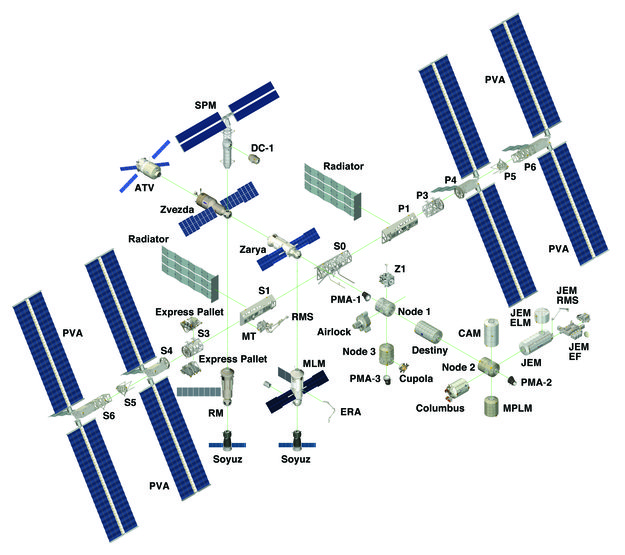 PVA
SPM
DC-1
ATV
Radiator
P6
P5
P4
P3
P1
Zvezda
Zarya
S0
PVA
Radiator
Z1
S1
PMA-1
Node 1
JEM
RMS
Express Pallet
RMS
MT
Airlock
CAM
JEM
ELM
PVA
S3
Destiny
JEM
EF
S4
Express Pallet
Node 3
Node 2
JEM
MLM
PMA-3
Cupola
PMA-2
S5
S6
RM
ERA
Columbus
MPLM
Soyuz
Soyuz
PVA